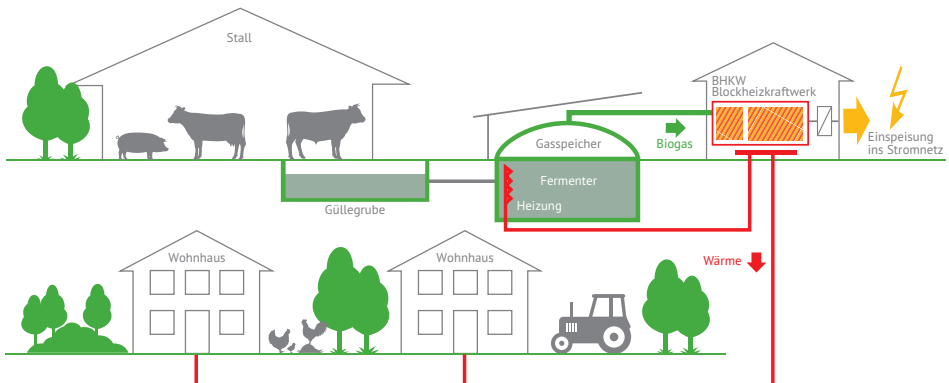 Stall
BHKW
Blockheizkraftwerk
Gasspeicher
Biogas
Einspeisung
ins Stromnetz
Fermenter
Heizung
Güllegrube
Wohnhaus
Wohnhaus
Wärme